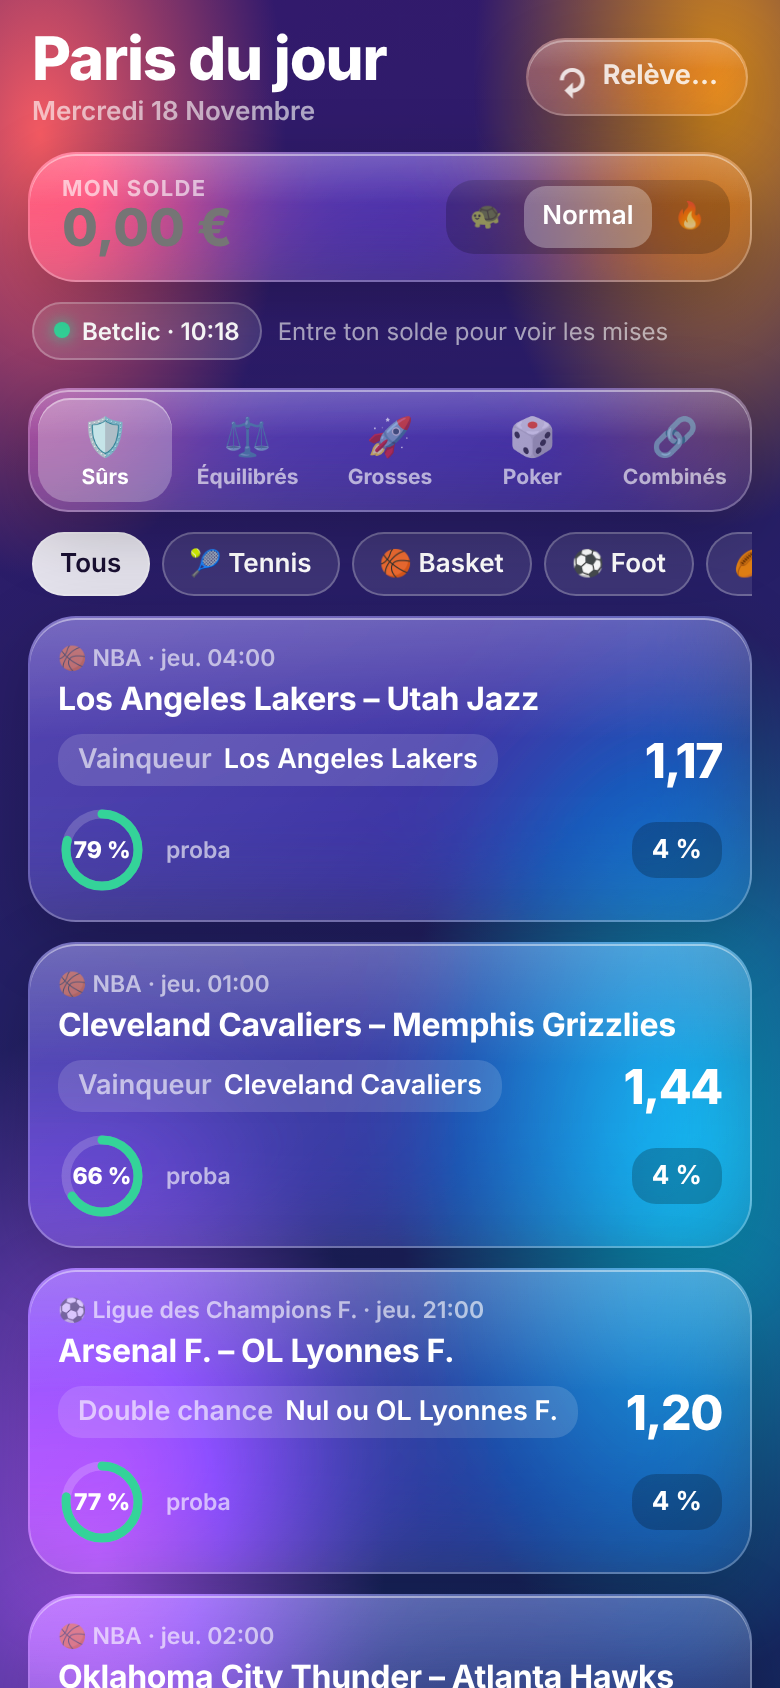 Paris du jour
Mercredi 18 Novembre
Relève...
MON SOLDE
0,00 €
Normal
Betclic · 10:18
Entre ton solde pour voir les mises
Sûrs
Équilibrés
Grosses
Poker
Combinés
Tous
Tennis
Basket
Foot
NBA · jeu. 04:00
Los Angeles Lakers – Utah Jazz
Vainqueur Los Angeles Lakers
1,17
79 %
proba
4 %
NBA · jeu. 01:00
Cleveland Cavaliers – Memphis Grizzlies
Vainqueur Cleveland Cavaliers
1,44
66 %
proba
4 %
Ligue des Champions F. · jeu. 21:00
Arsenal F. – OL Lyonnes F.
Double chance Nul ou OL Lyonnes F.
1,20
77 %
proba
4 %
NBA · jeu. 02:00
Oklahoma City Thunder – Atlanta Hawks